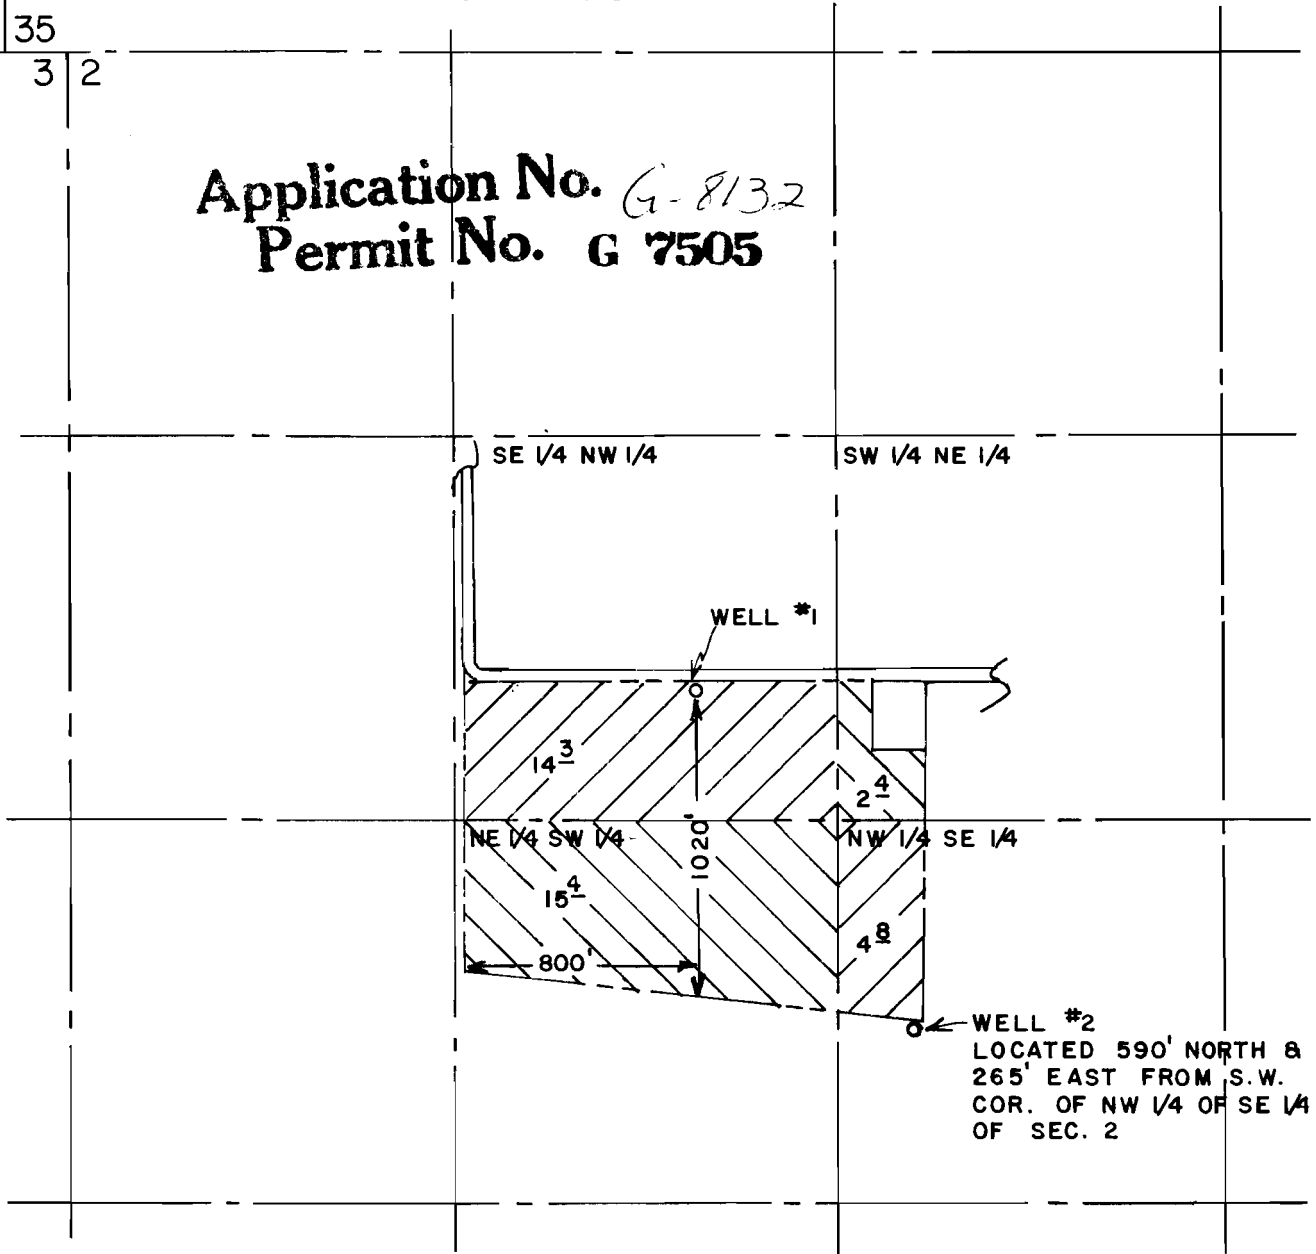 35
3 2
Application No. G-8132
Permit No. G 7505
SE 1/4 NW 1/4
SW 1/4 NE 1/4
WELL #1
14 3
2 4
NE 1/4 SW 1/4
NW 1/4 SE 1/4
1020'
15 4
4 8
800'
WELL #2
LOCATED 590' NORTH &
265' EAST FROM S.W.
COR. OF NW 1/4 OF SE 1/4
OF SEC. 2